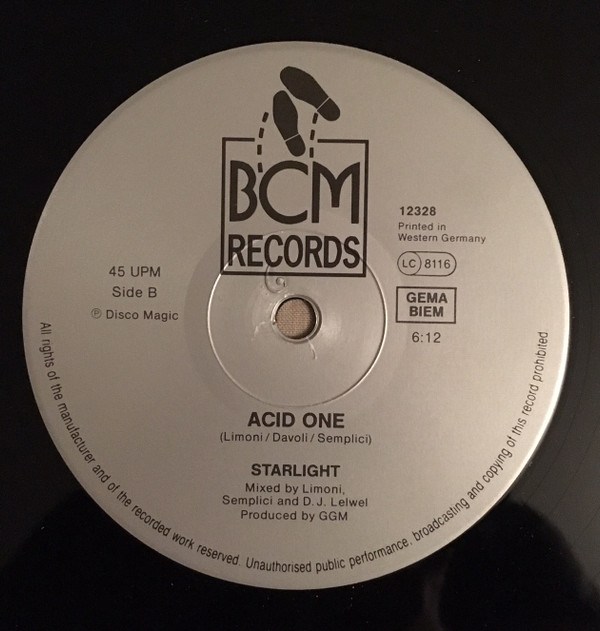 BCM
RECORDS
12328
Printed in
Western Germany
LC 8116
GEMA
BIEM
6:12
45 UPM
Side B
℗ Disco Magic
ACID ONE
(Limoni/Davoli/Semplici)
STARLIGHT
Mixed by Limoni,
Semplici and D.J. Lelwel
Produced by GGM
All rights of the manufacturer and of the recorded work reserved. Unauthorised public performance, broadcasting and copying of this record prohibited